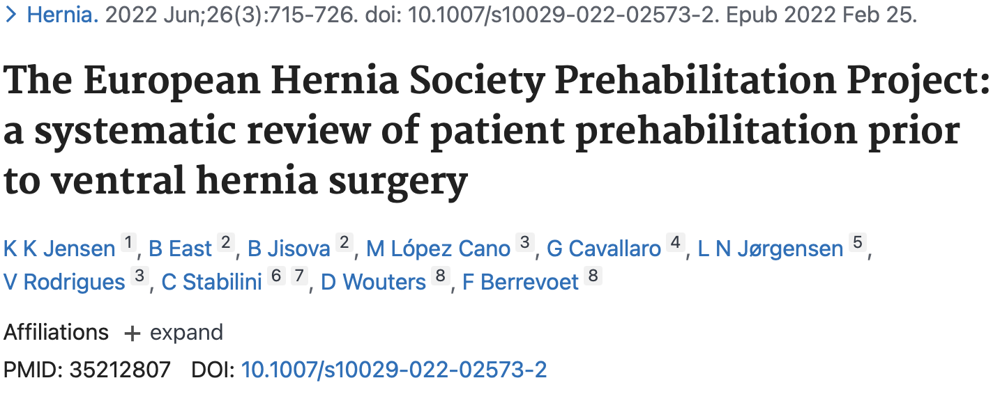 > Hernia. 2022 Jun;26(3):715-726. doi: 10.1007/s10029-022-02573-2. Epub 2022 Feb 25.
The European Hernia Society Prehabilitation Project:
a systematic review of patient prehabilitation prior
to ventral hernia surgery
K K Jensen 1, B East 2, B Jisova 2, M López Cano 3, G Cavallaro 4, L N Jørgensen 5,
V Rodrigues 3, C Stabilini 6 7, D Wouters 8, F Berrevoet 8
Affiliations + expand
PMID: 35212807 DOI: 10.1007/s10029-022-02573-2